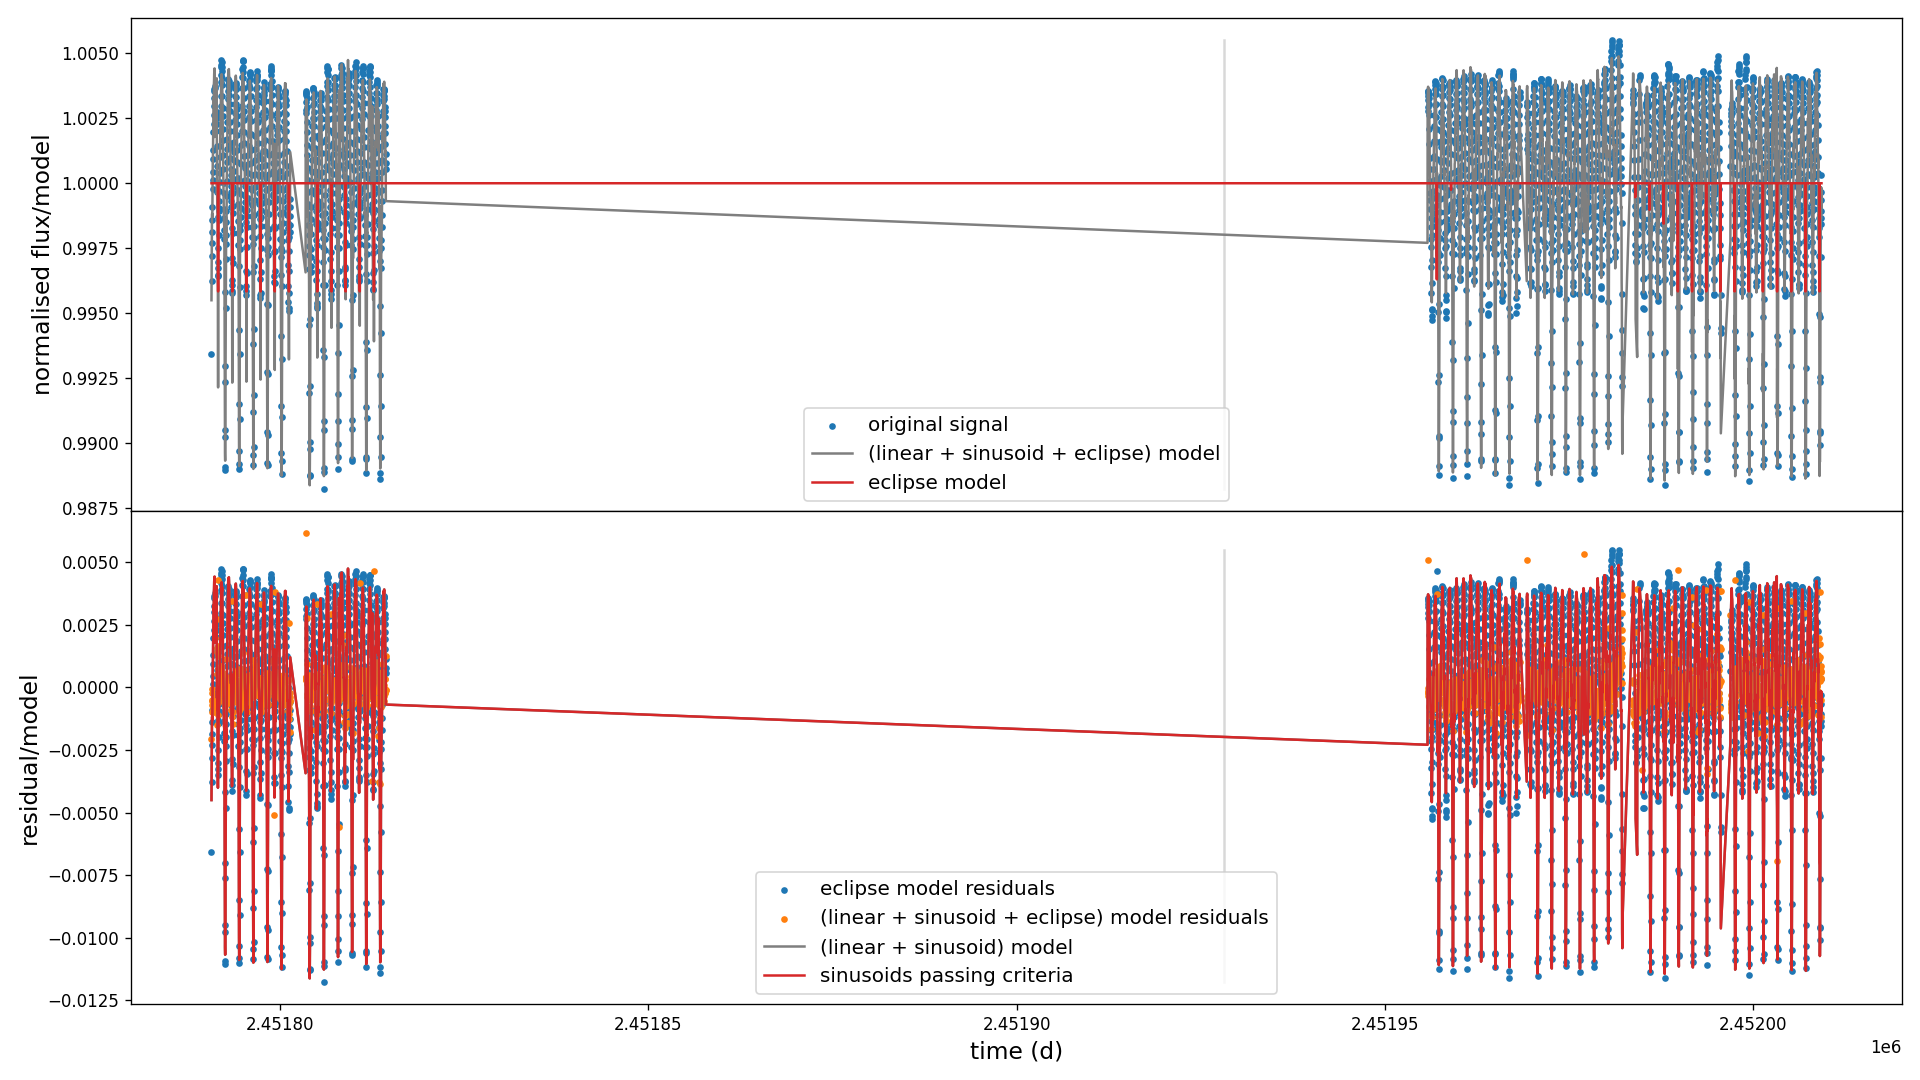 normalised flux/model
1.0050
1.0025
1.0000
0.9975
0.9950
0.9925
0.9900
0.9875
original signal
(linear + sinusoid + eclipse) model
eclipse model
residual/model
0.0050
0.0025
0.0000
−0.0025
−0.0050
−0.0075
−0.0100
−0.0125
eclipse model residuals
(linear + sinusoid + eclipse) model residuals
(linear + sinusoid) model
sinusoids passing criteria
2.45180 2.45185 2.45190 2.45195 2.45200
time (d)
1e6